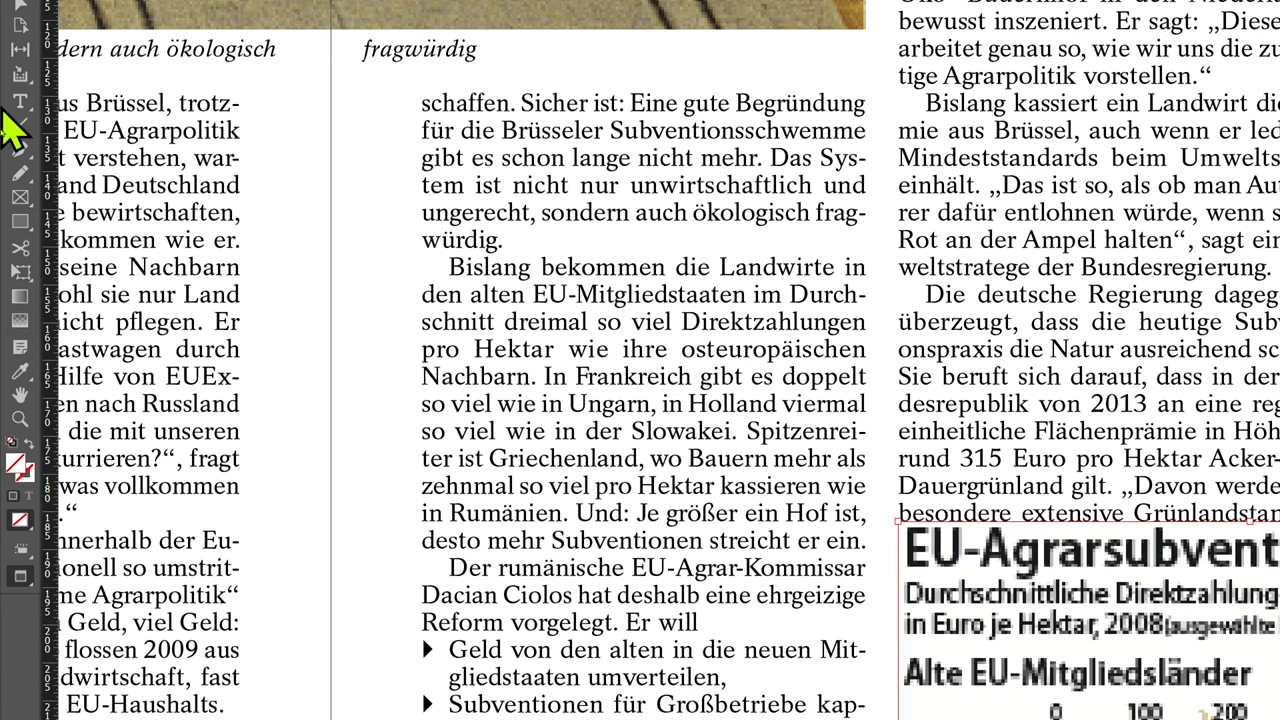 dern auch ökologisch
us Brüssel, trotz-
EU-Agrarpolitik
t verstehen, war-
and Deutschland
e bewirtschaften,
kommen wie er.
seine Nachbarn
ohl sie nur Land
icht pflegen. Er
astwagen durch
Hilfe von EUEx-
en nach Russland
die mit unseren
urrieren?“, fragt
was vollkommen
.“
nnerhalb der Eu-
onell so umstrit-
me Agrarpolitik“
Geld, viel Geld:
flossen 2009 aus
dwirtschaft, fast
EU-Haushalts.
fragwürdig
schaffen. Sicher ist: Eine gute Begründung
für die Brüsseler Subventionsschwemme
gibt es schon lange nicht mehr. Das Sys-
tem ist nicht nur unwirtschaftlich und
ungerecht, sondern auch ökologisch frag-
würdig.
Bislang bekommen die Landwirte in
den alten EU-Mitgliedstaaten im Durch-
schnitt dreimal so viel Direktzahlungen
pro Hektar wie ihre osteuropäischen
Nachbarn. In Frankreich gibt es doppelt
so viel wie in Ungarn, in Holland viermal
so viel wie in der Slowakei. Spitzenrei-
ter ist Griechenland, wo Bauern mehr als
zehnmal so viel pro Hektar kassieren wie
in Rumänien. Und: Je größer ein Hof ist,
desto mehr Subventionen streicht er ein.
Der rumänische EU-Agrar-Kommissar
Dacian Ciolos hat deshalb eine ehrgeizige
Reform vorgelegt. Er will
Geld von den alten in die neuen Mit-
gliedstaaten umverteilen,
Subventionen für Großbetriebe kap-
bewusst inszeniert. Er sagt: „Diese
arbeitet genau so, wie wir uns die zu
tige Agrarpolitik vorstellen.“
Bislang kassiert ein Landwirt di
mie aus Brüssel, auch wenn er led
Mindeststandards beim Umwelts
einhält. „Das ist so, als ob man Aut
rer dafür entlohnen würde, wenn s
Rot an der Ampel halten“, sagt ein
weltstratege der Bundesregierung.
Die deutsche Regierung dageg
überzeugt, dass die heutige Subv
onspraxis die Natur ausreichend sc
Sie beruft sich darauf, dass in der
desrepublik von 2013 an eine reg
einheitliche Flächenprämie in Höh
rund 315 Euro pro Hektar Acker-
Dauergrünland gilt. „Davon werde
besondere extensive Grünlandstan
EU-Agrarsubvent
Durchschnittliche Direktzahlung
in Euro je Hektar, 2008 (ausgewählte
Alte EU-Mitgliedsländer
0 100 200